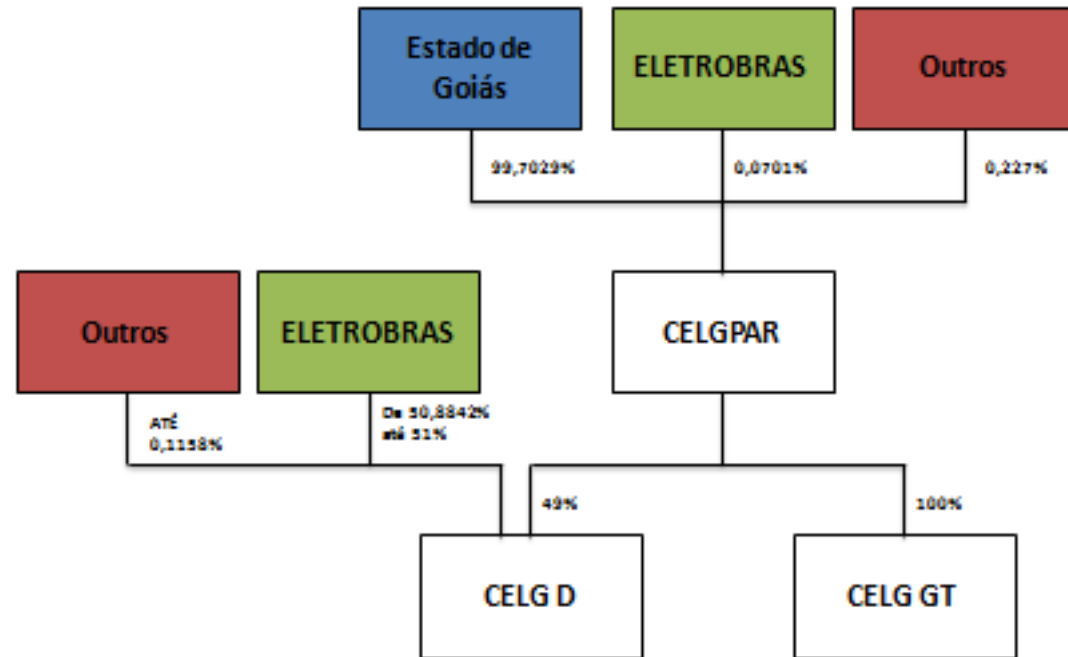 Estado de
Goiás
ELETROBRAS
Outros
99,7029%
0,0701%
0,227%
Outros
ELETROBRAS
CELGPAR
ATÉ
0,1158%
De 50,8842%
até 51%
49%
100%
CELG D
CELG GT